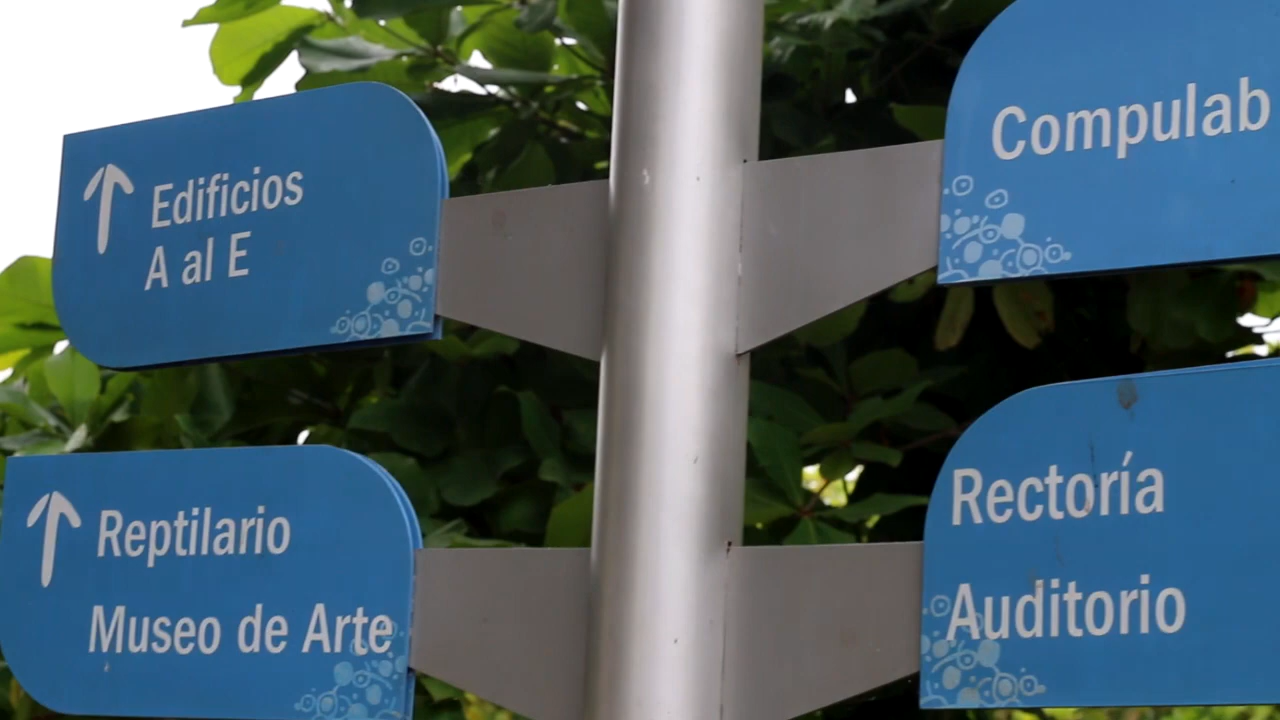 Edificios
A al E
Compulab
Reptilario
Museo de Arte
Rectoría
Auditorio